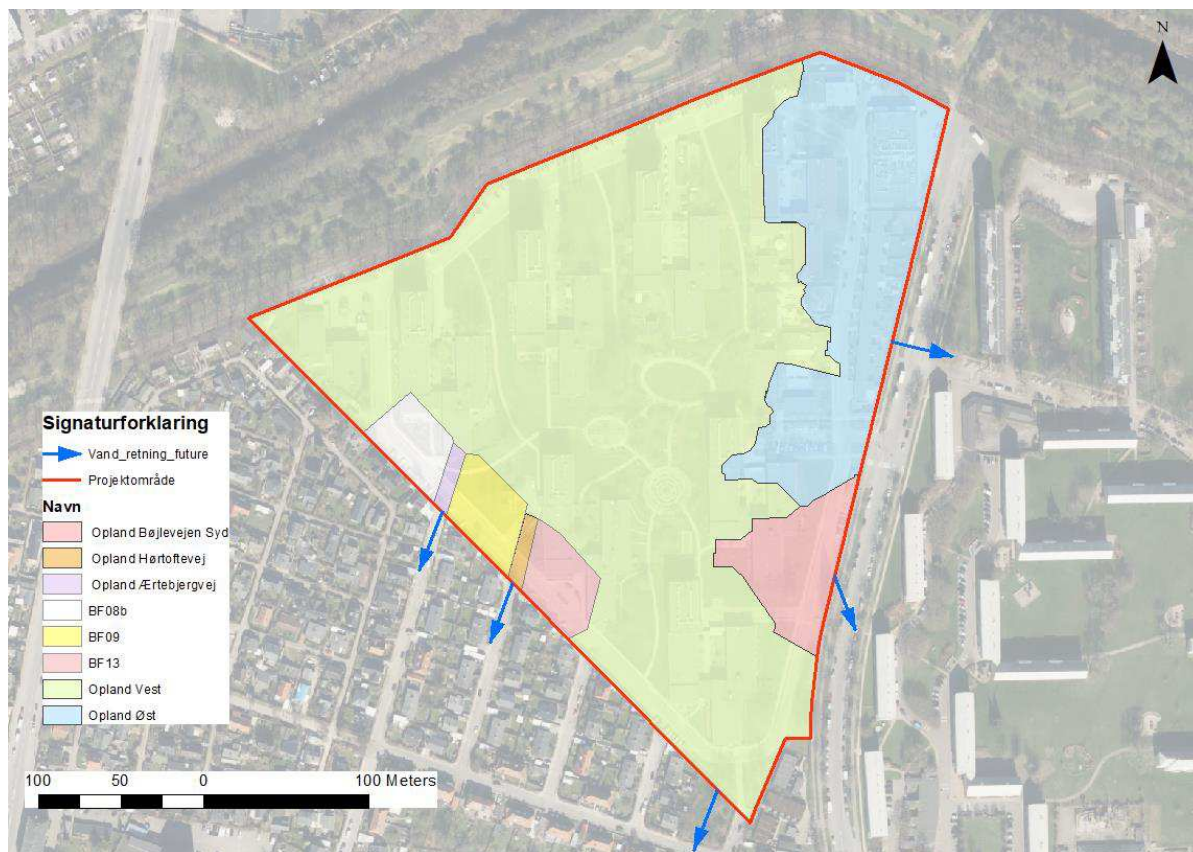 N
Signaturforklaring
Vand_retning_future
Projektområde
Navn
Opland Bøjlevejen Syd
Opland Hørtoftevej
Opland Ærtebjergvej
BF08b
BF09
BF13
Opland Vest
Opland Øst
100 50 0 100 Meters